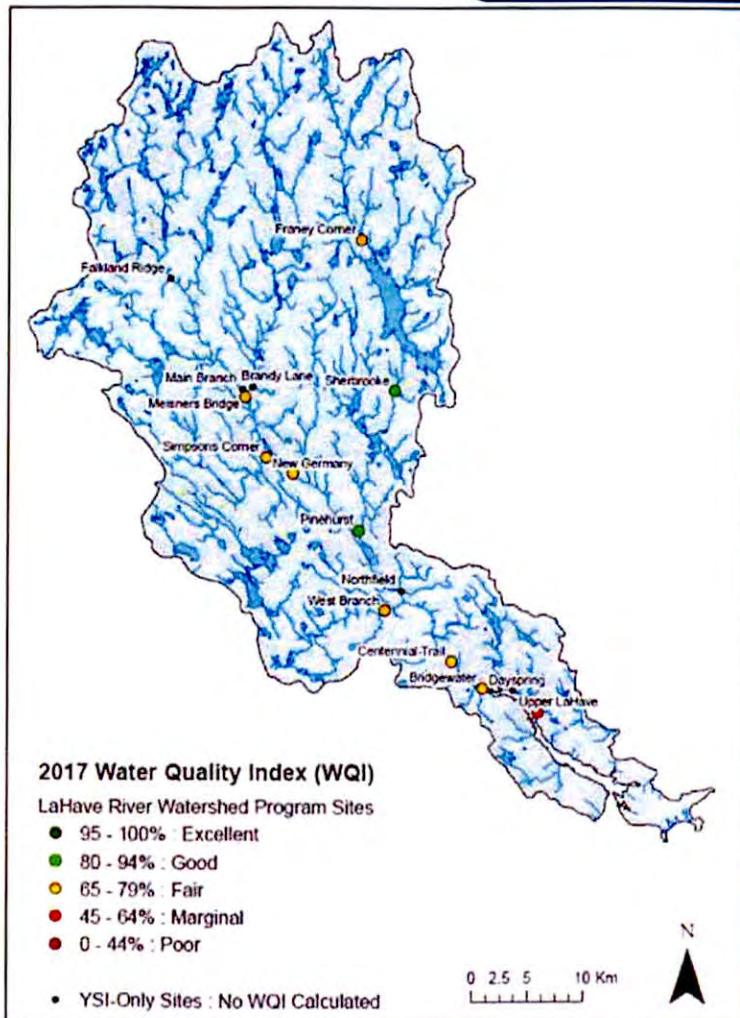 Franey Corner
Falkland Ridge
Main Branch
Brandy Lane
Sherbrooke
Meisners Bridge
Simpsons Corner
New Germany
Pinehurst
Northfield
West Branch
Centennial Trail
Bridgewater
Dayspring
Upper LaHave
2017 Water Quality Index (WQI)
LaHave River Watershed Program Sites
95 - 100% : Excellent
80 - 94% : Good
65 - 79% : Fair
45 - 64% : Marginal
0 - 44% : Poor
YSI-Only Sites : No WQI Calculated
N
0 2.5 5 10 Km